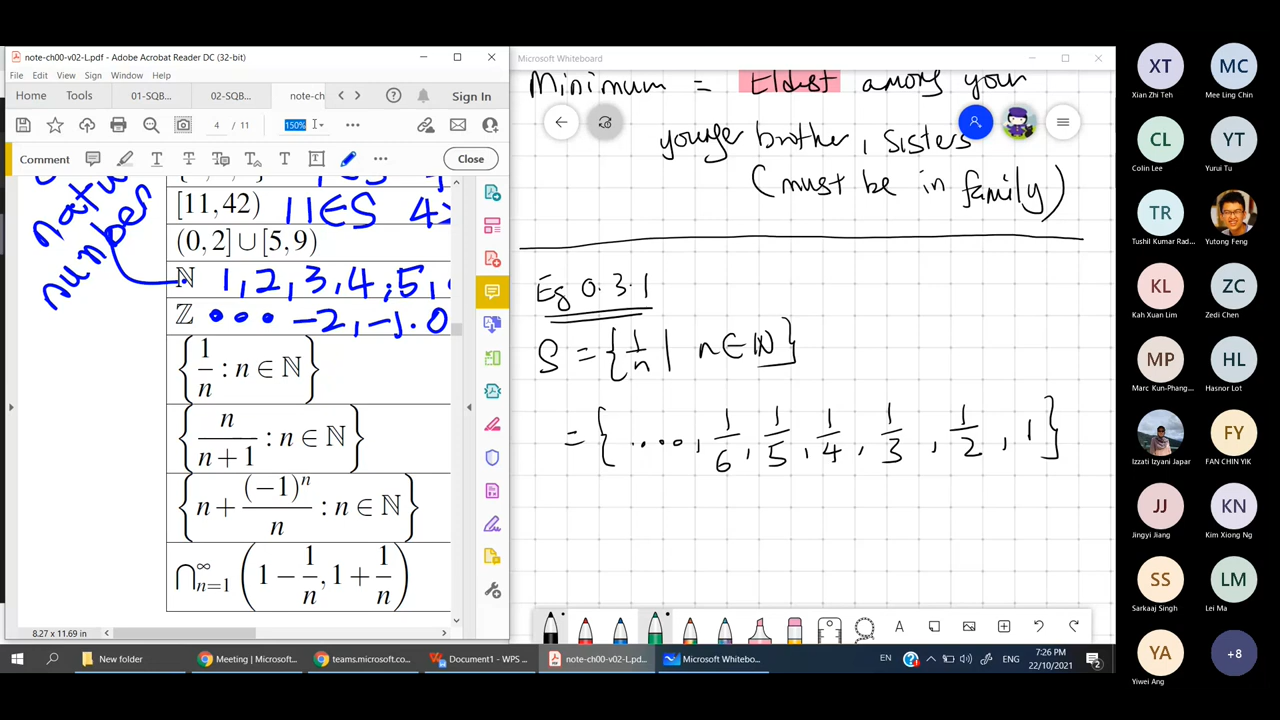 note-ch00-v02-L.pdf - Adobe Acrobat Reader DC (32-bit)
File Edit View Sign Window Help
Home Tools 01-SQB... 02-SQB... note-ch Sign In
4 / 11 150%
Comment Close
[11, 42) 11∈S
(0, 2] ∪ [5, 9)
natu
number
ℕ 1, 2, 3, 4, 5,
ℤ ••• -2, -1. 0
{1/n : n ∈ ℕ}
{n/(n+1) : n ∈ ℕ}
{n + (-1)^n/n : n ∈ ℕ}
⋂_{n=1}^∞ (1 - 1/n, 1 + 1/n)
8.27 x 11.69 in
Microsoft Whiteboard
Minimum = Eldest among your
younge brother, sisters
(must be in family)
Eg 0.3.1
S = {1/n | n ∈ ℕ}
= {...., 1/6, 1/5, 1/4, 1/3, 1/2, 1}
XT MC
Xian Zhi Teh Mee Ling Chin
CL YT
Colin Lee Yurui Tu
TR
Tushil Kumar Rad... Yutong Feng
KL ZC
Kah Xuan Lim Zedi Chen
MP HL
Marc Kun-Phang... Hasnor Lot
FY
Izzati Izyani Japar FAN CHIN YIK
JJ KN
Jingyi Jiang Kim Xiong Ng
SS LM
Sarkaaj Singh Lei Ma
YA +8
Yiwei Ang
New folder Meeting | Microsof... teams.microsoft.co... Document1 - WPS ... note-ch00-v02-L.pd... Microsoft Whitebo... EN ENG 7:26 PM
22/10/2021 2